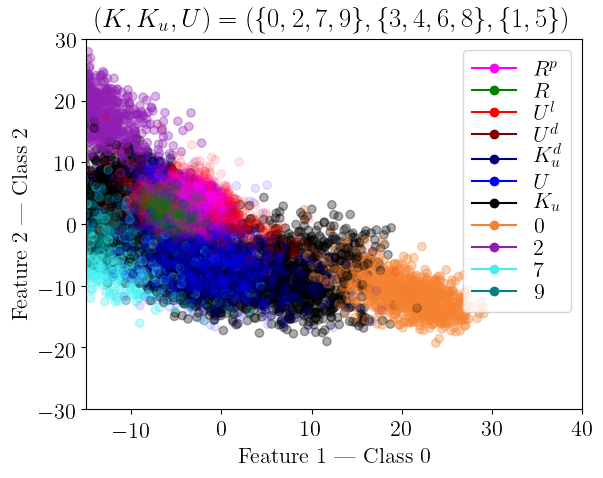 (K, K_u, U) = ({0, 2, 7, 9}, {3, 4, 6, 8}, {1, 5})
30
20
10
0
−10
−20
−30
Feature 2 — Class 2
R^p
R
U^l
U^d
K_u^d
U
K_u
0
2
7
9
−10
0
10
20
30
40
Feature 1 — Class 0